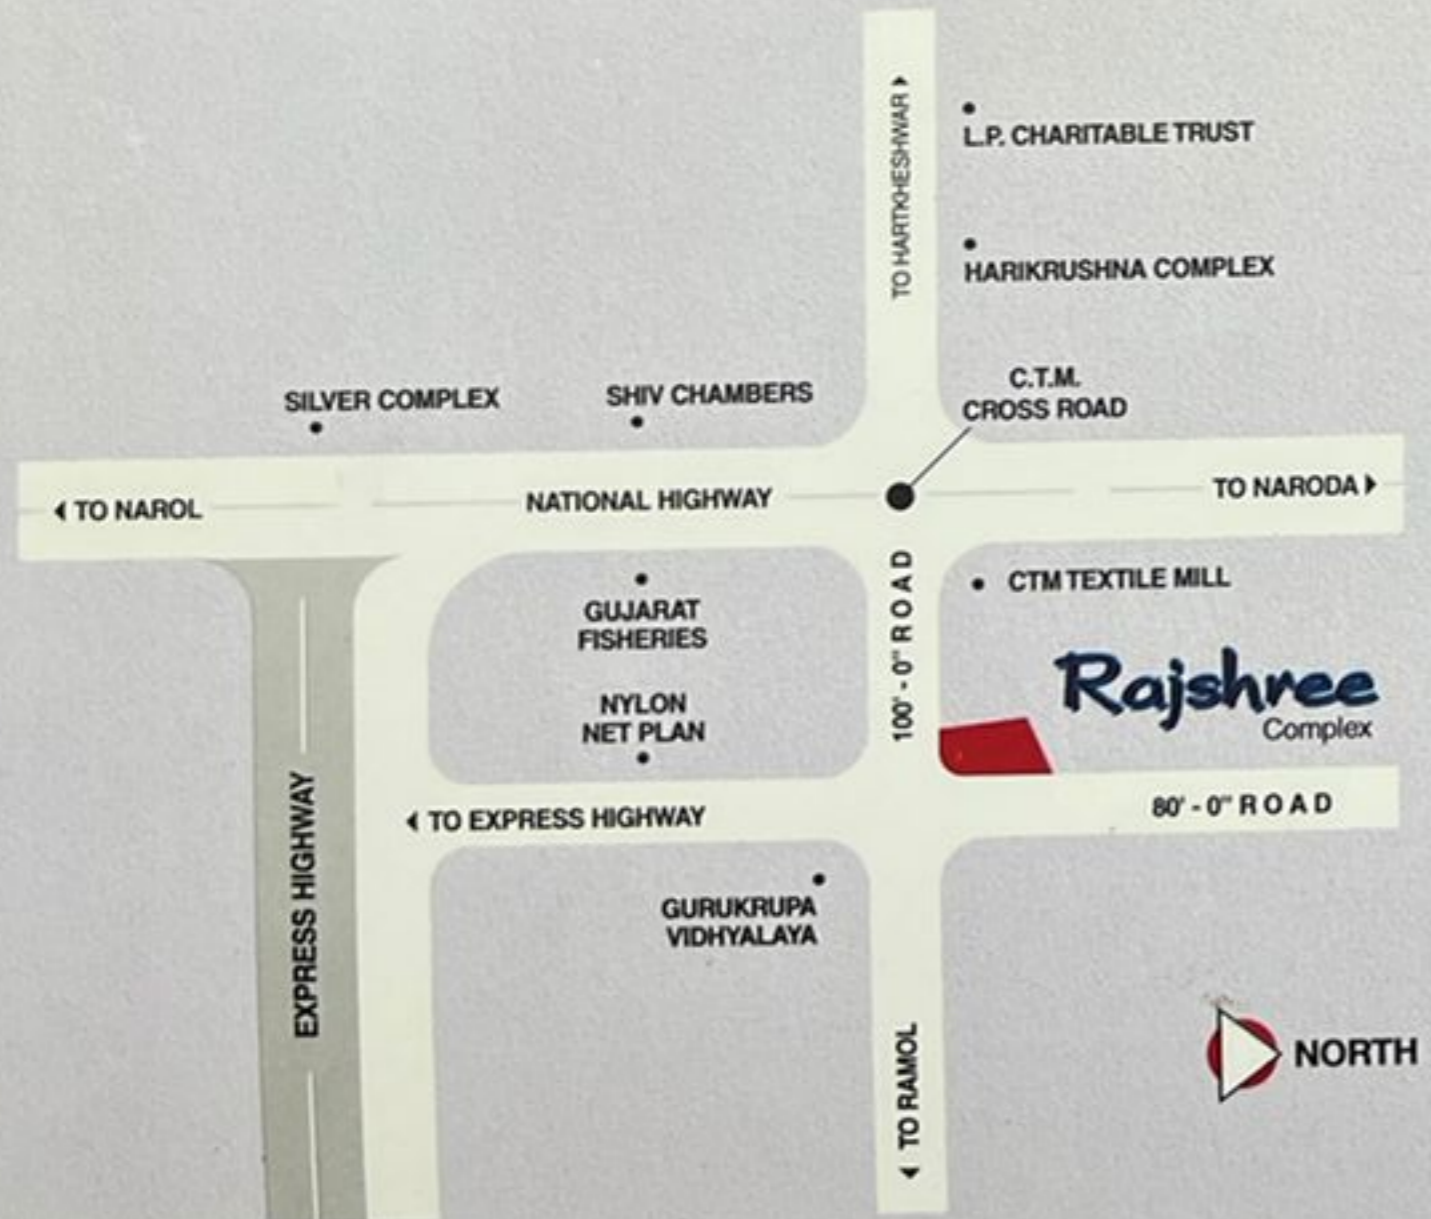 TO HARTKHESHWAR
L.P. CHARITABLE TRUST
HARIKRUSHNA COMPLEX
C.T.M.
CROSS ROAD
SILVER COMPLEX
SHIV CHAMBERS
TO NAROL
NATIONAL HIGHWAY
TO NARODA
100' - 0" ROAD
CTM TEXTILE MILL
GUJARAT
FISHERIES
NYLON
NET PLAN
Rajshree
Complex
80' - 0" ROAD
TO EXPRESS HIGHWAY
EXPRESS HIGHWAY
GURUKRUPA
VIDHYALAYA
TO RAMOL
NORTH